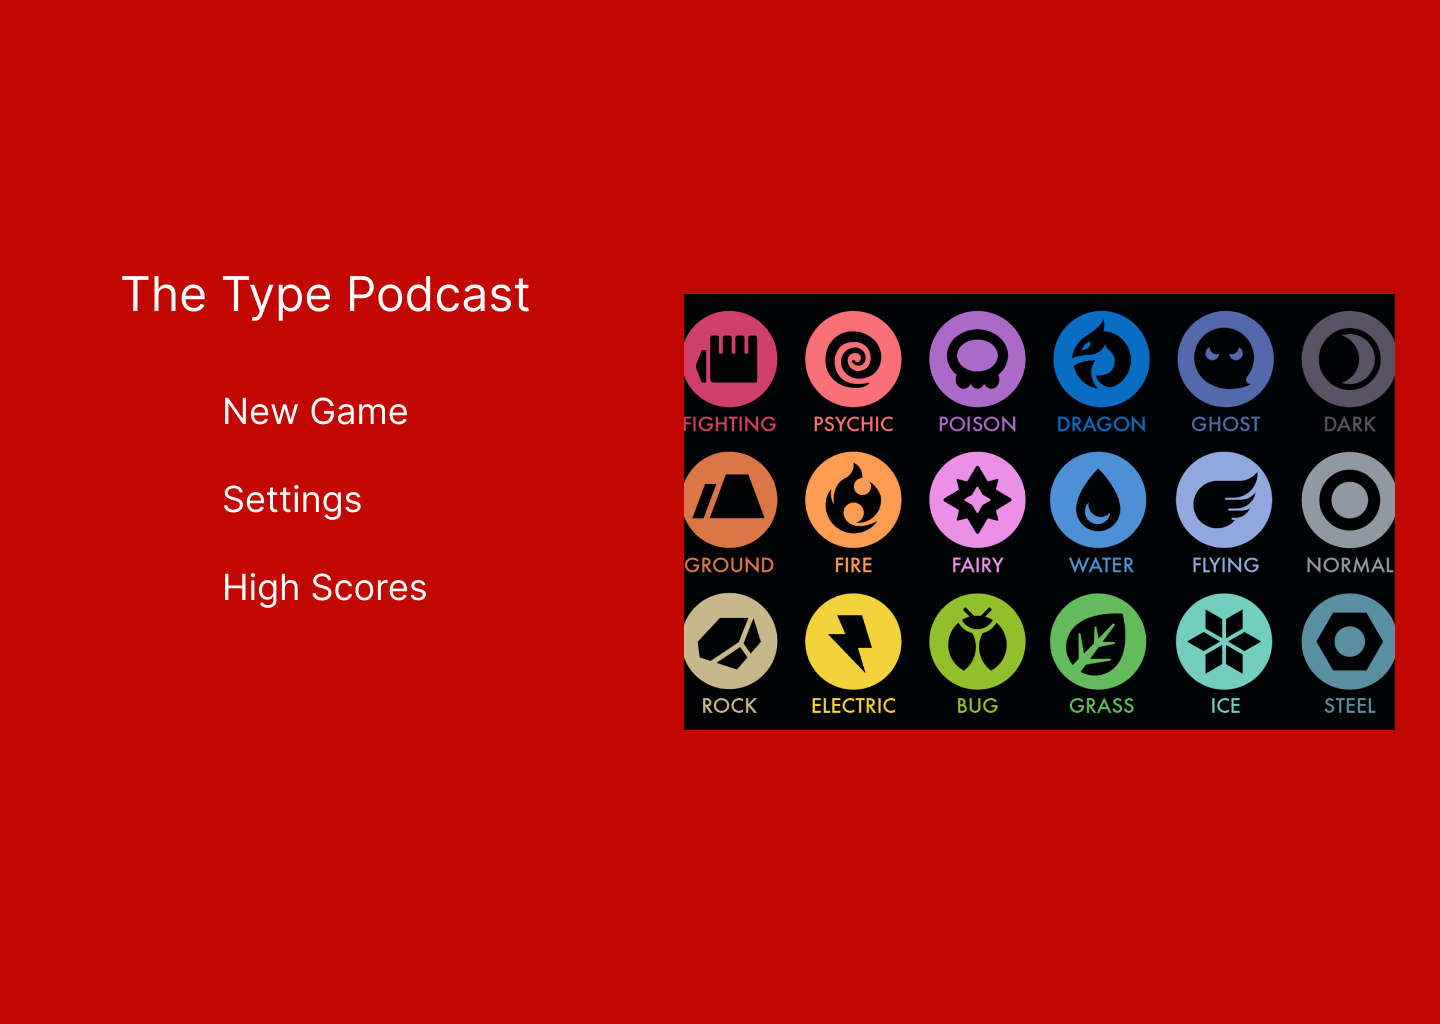 The Type Podcast
New Game
Settings
High Scores
FIGHTING PSYCHIC POISON DRAGON GHOST DARK
GROUND FIRE FAIRY WATER FLYING NORMAL
ROCK ELECTRIC BUG GRASS ICE STEEL